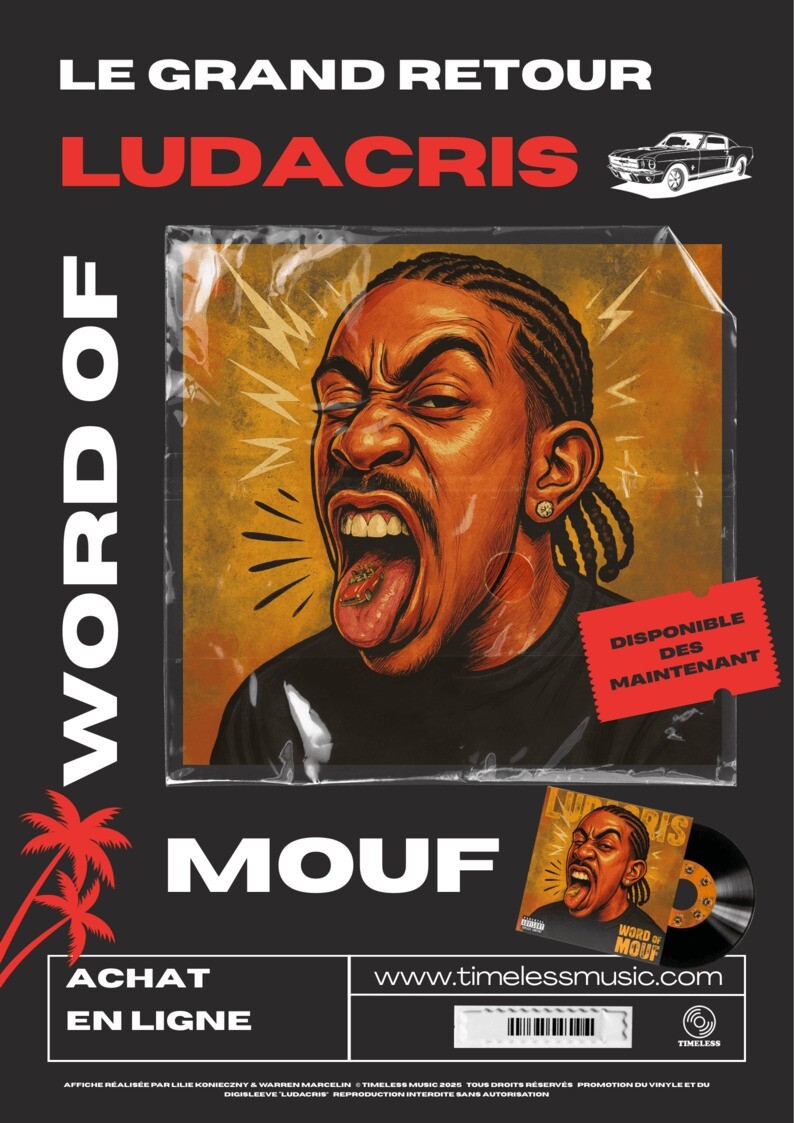 LE GRAND RETOUR
LUDACRIS
WORD OF
MOUF
DISPONIBLE
DES
MAINTENANT
LUDACRIS
WORD OF
MOUF
ACHAT
EN LIGNE
www.timelessmusic.com
TIMELESS
AFFICHE RÉALISÉE PAR LILIE KONIECZNY & WARREN MARCELIN © TIMELESS MUSIC 2025 TOUS DROITS RÉSERVÉS PROMOTION DU VINYLE ET DU
DIGISLEEVE "LUDACRIS" REPRODUCTION INTERDITE SANS AUTORISATION